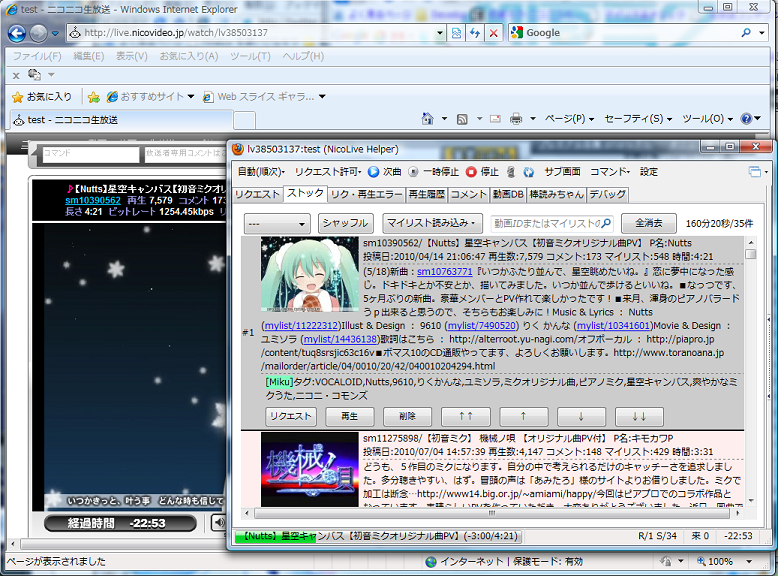 test - ニコニコ生放送 - Windows Internet Explorer
http://live.nicovideo.jp/watch/lv38503137
Google
ファイル(F) 編集(E) 表示(V) お気に入り(A) ツール(T) ヘルプ(H)
お気に入り おすすめサイト Web スライス ギャラ...
test - ニコニコ生放送
ページ(P) セーフティ(S) ツール(O)
コマンド
放送者専用コメント
【Nutts】星空キャンバス【初音ミクオリ
sm10390562 再生 7,579 コメント 17
長さ 4:21 ビットレート 1254.45kbps
いつかきっと、叶う事 どんな時も信じて
経過時間 -22:53
ページが表示されました
インターネット | 保護モード: 有効
100%
lv38503137:test (NicoLive Helper)
自動(順次) リクエスト許可 次曲 一時停止 停止 サブ画面 コマンド 設定
リクエスト ストック リク・再生エラー 再生履歴 コメント 動画DB 棒読みちゃん デバッグ
--- シャッフル マイリスト読み込み 動画IDまたはマイリストの 全消去 160分20秒/35件
#1
sm10390562/【Nutts】星空キャンバス【初音ミクオリジナル曲PV】 P名:Nutts
投稿日:2010/04/14 21:06:47 再生数:7,579 コメント:173 マイリスト:548 時間:4:21
(5/18)新曲：sm10763771『いつかふたり並んで、星空眺めたいね。』恋に夢中になった感
じ。ドキドキとか不安とか、描いてみました。いつか並んで歩けるといいね。■なつっです、
5ヶ月ぶりの新曲。豪華メンバーとPV作れて楽しかったです！■来月、渾身のピアノバラード
うｐ出来ると思うので、そちらもお楽しみに！Music & Lyrics ： Nutts
(mylist/11222312)Illust & Design ： 9610 (mylist/7490520) りくかんな (mylist/10341601)Movie & Design ：
ユミソラ (mylist/14436138)歌詞はこちら ： http://alterroot.yu-nagi.com/オフボーカル ： http://piapro.jp
/content/tuq8srsjic63c16v■ボマス10のCD通販やってます、よろしくお願いします。http://www.toranoana.jp
/mailorder/article/04/0010/20/42/040010204294.html
[Miku]タグ:VOCALOID,Nutts,9610,りくかんな,ユミソラ,ミクオリジナル曲,ピアノミク,星空キャンバス,爽やかなミ
クうた,ニコニ・コモンズ
リクエスト 再生 削除 ↑↑ ↑ ↓ ↓↓
機械ノ唄
sm11275898/【初音ミク】 機械ノ唄 【オリジナル曲PV付】 P名:キモカワP
投稿日:2010/07/04 14:57:39 再生数:4,147 コメント:148 マイリスト:429 時間:3:31
どうも、５作目のミクになります。自分の中で考えられるだけのキャッチーさを追求しまし
た。多分聴きやすい、はず。冒頭の声は「あみたろ」様のサイトよりお借りしました。ミクで
加工は断念…http://www14.big.or.jp/~amiami/happy/今回はピアプロでのコラボ作品と
【Nutts】星空キャンバス【初音ミクオリジナル曲PV】(-3:00/4:21)
R/1 S/34 来 0 -22:53